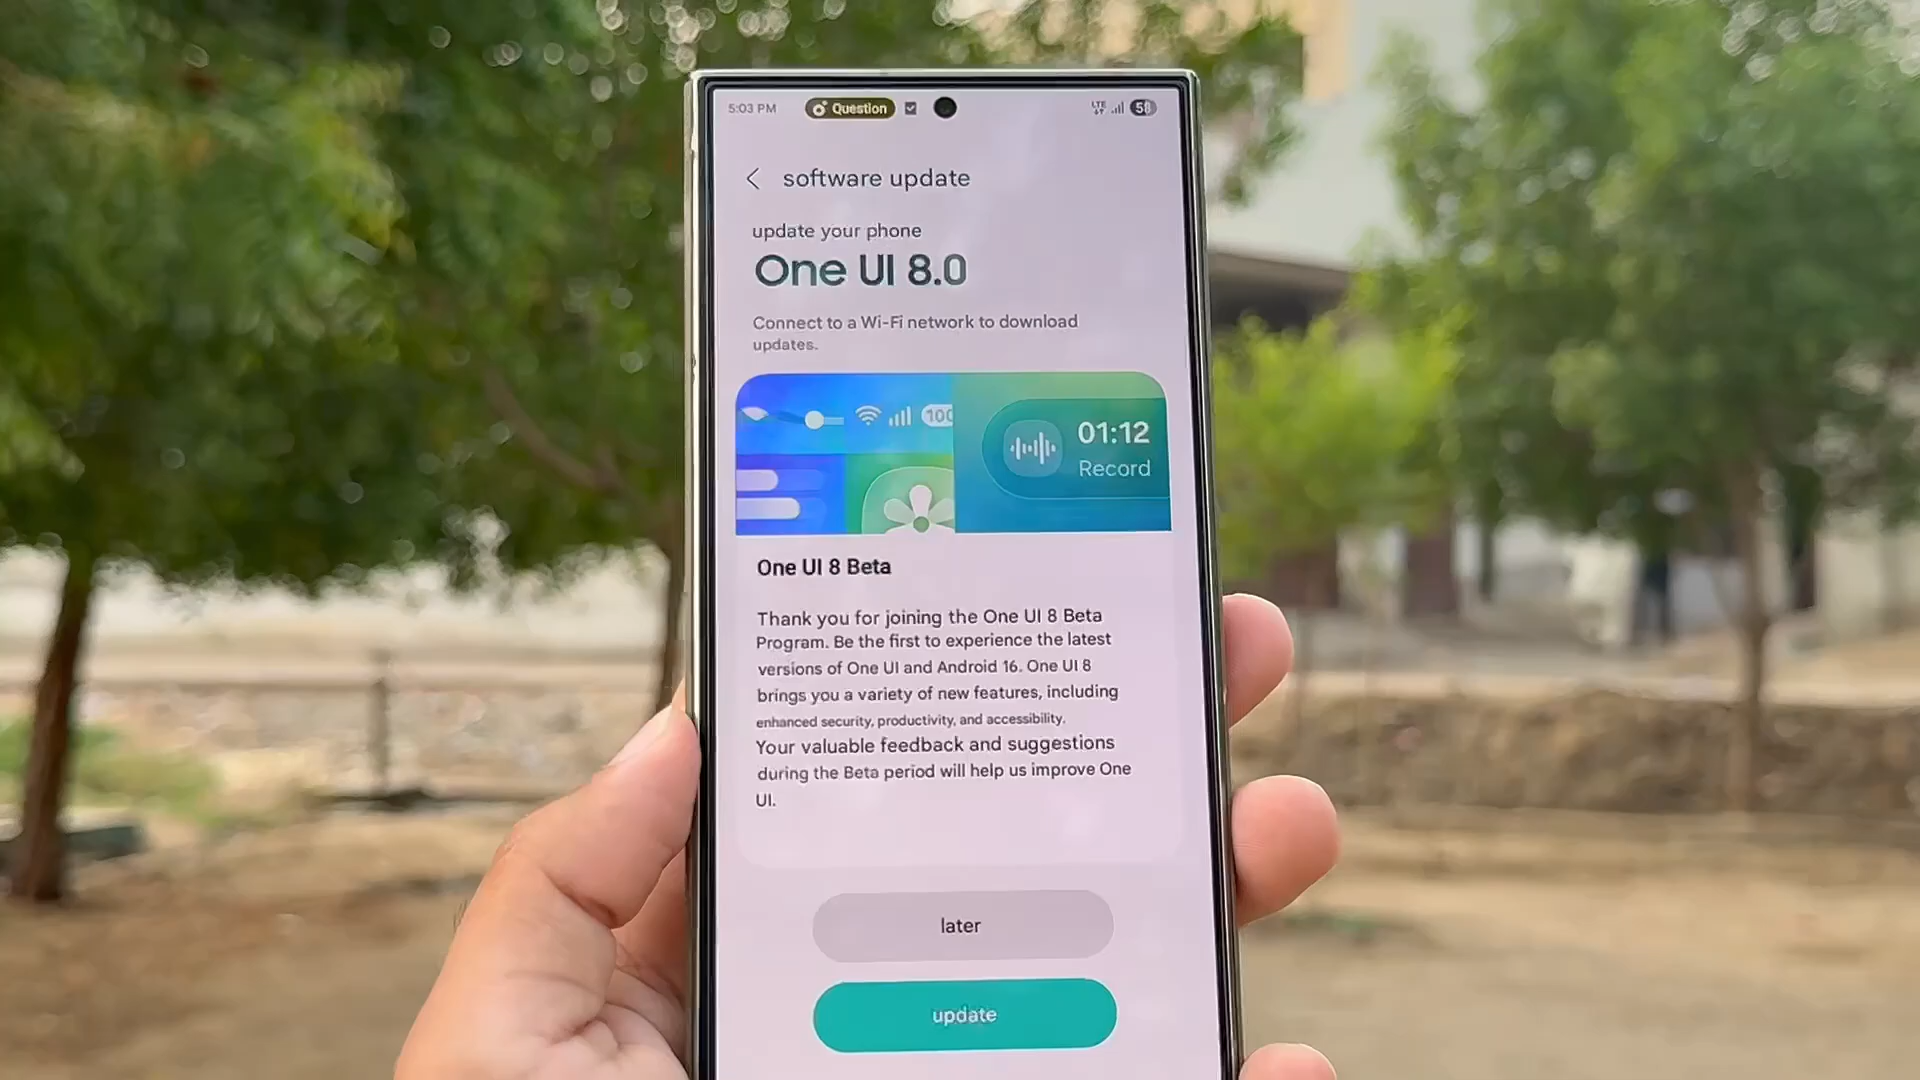 5:03 PM Question LTE 58
software update
update your phone
One UI 8.0
Connect to a Wi-Fi network to download
updates.
100
01:12
Record
One UI 8 Beta
Thank you for joining the One UI 8 Beta
Program. Be the first to experience the latest
versions of One UI and Android 16. One UI 8
brings you a variety of new features, including
enhanced security, productivity, and accessibility.
Your valuable feedback and suggestions
during the Beta period will help us improve One
UI.
later
update